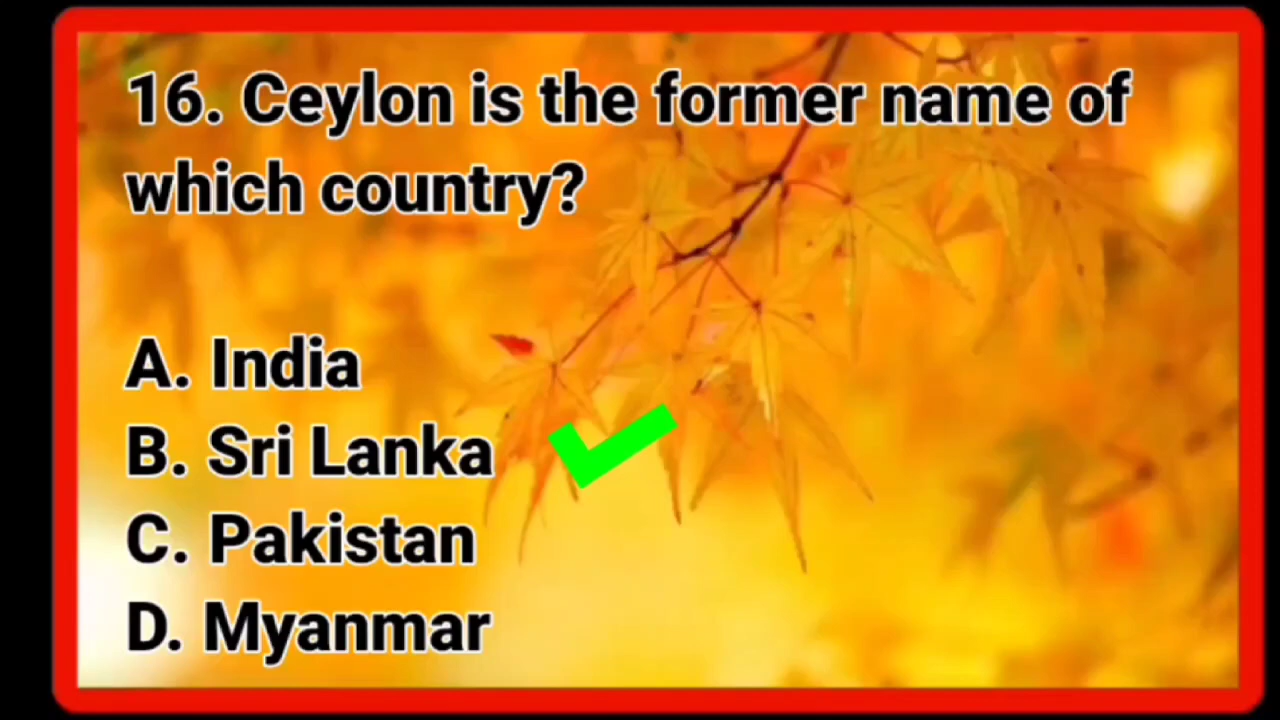 16. Ceylon is the former name of
which country?
A. India
B. Sri Lanka
C. Pakistan
D. Myanmar